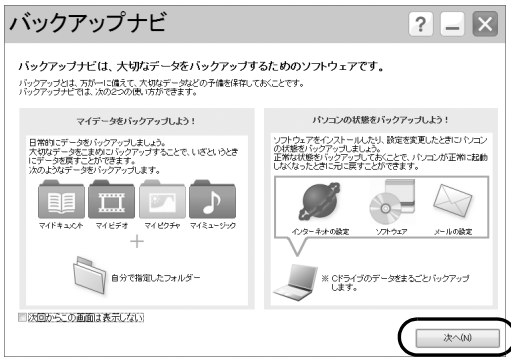 バックアップナビ
?
バックアップナビは、大切なデータをバックアップするためのソフトウェアです。
バックアップとは、万が一に備えて、大切なデータなどの予備を保存しておくことです。
バックアップナビでは、次の2つの使い方ができます。
マイデータをバックアップしよう!
日常的にデータをバックアップしましょう。
大切なデータをこまめにバックアップすることで、いざというとき
にデータを戻すことができます。
次のようなデータをバックアップします。
マイドキュメント マイビデオ マイピクチャ マイミュージック
自分で指定したフォルダー
パソコンの状態をバックアップしよう!
ソフトウェアをインストールしたり、設定を変更したときにパソコン
の状態をバックアップしましょう。
正常な状態をバックアップしておくことで、パソコンが正常に起動
しなくなったときに元に戻すことができます。
インターネットの設定 ソフトウェア メールの設定
※ Cドライブのデータをまるごとバックアップ
します。
次回からこの画面は表示しない
次へ(N)